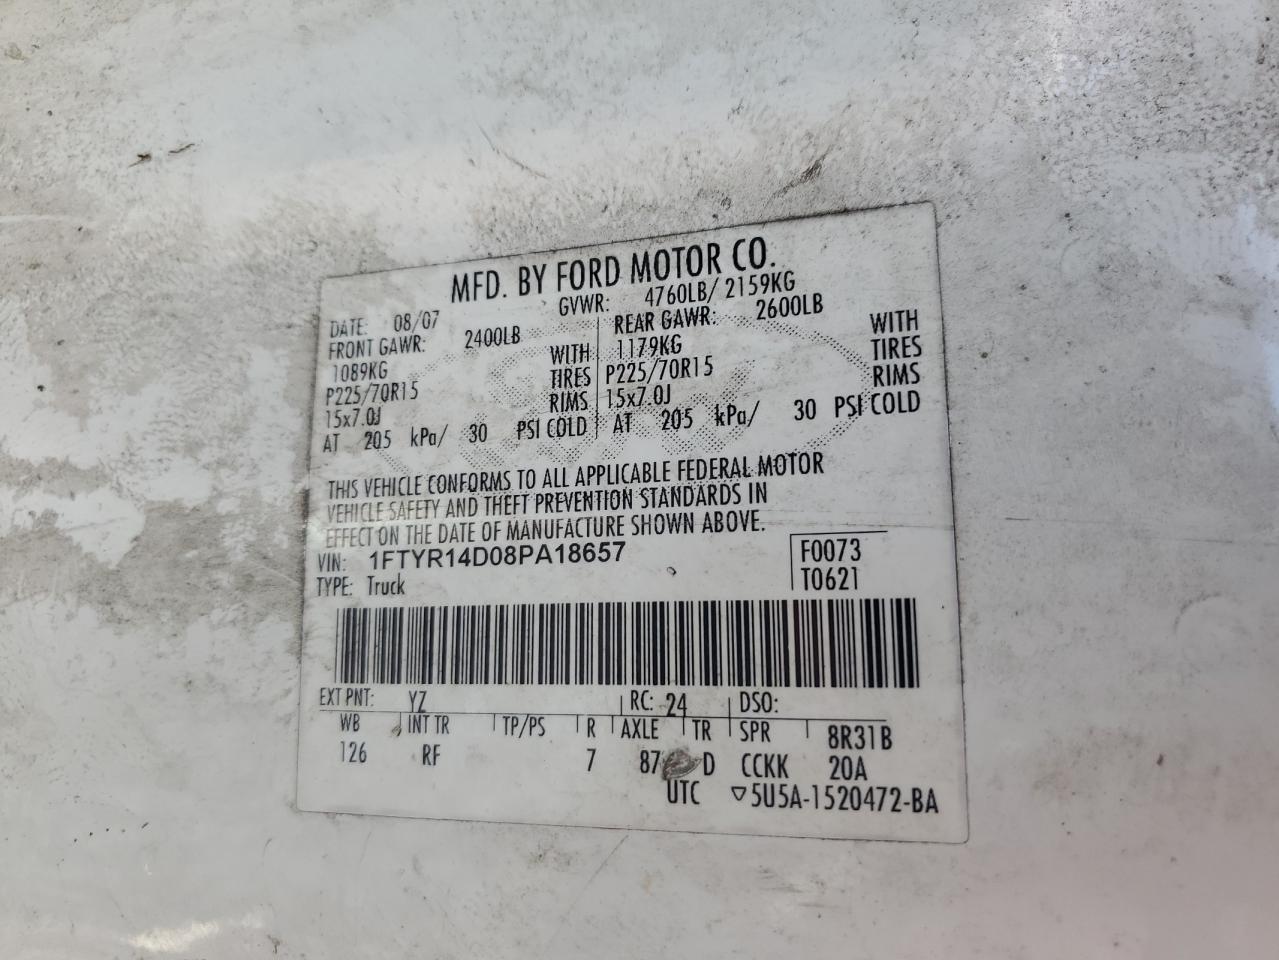 MFD. BY FORD MOTOR CO.
DATE: 08/07 GVWR: 4760LB/ 2159KG
FRONT GAWR: 2400LB REAR GAWR: 2600LB
1089KG WITH 1179KG WITH
P225/70R15 TIRES P225/70R15 TIRES
15x7.0J RIMS 15x7.0J RIMS
AT 205 kPa/ 30 PSI COLD AT 205 kPa/ 30 PSI COLD
THIS VEHICLE CONFORMS TO ALL APPLICABLE FEDERAL MOTOR
VEHICLE SAFETY AND THEFT PREVENTION STANDARDS IN
EFFECT ON THE DATE OF MANUFACTURE SHOWN ABOVE.
VIN: 1FTYR14D08PA18657 F0073
TYPE: Truck T0621
EXT PNT: YZ RC: 24 DSO:
WB INT TR TP/PS R AXLE TR SPR 8R31B
126 RF 7 87 D CCKK 20A
UTC ▽5U5A-1520472-BA